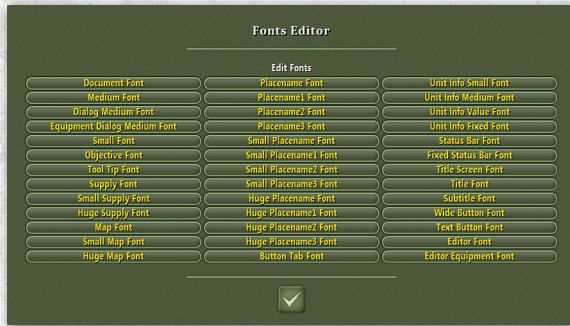 Fonts Editor
Edit Fonts
Document Font
Medium Font
Dialog Medium Font
Equipment Dialog Medium Font
Small Font
Objective Font
Tool Tip Font
Supply Font
Small Supply Font
Huge Supply Font
Map Font
Small Map Font
Huge Map Font
Placename Font
Placename1 Font
Placename2 Font
Placename3 Font
Small Placename Font
Small Placename1 Font
Small Placename2 Font
Small Placename3 Font
Huge Placename Font
Huge Placename1 Font
Huge Placename2 Font
Huge Placename3 Font
Button Tab Font
Unit Info Small Font
Unit Info Medium Font
Unit Info Value Font
Unit Info Fixed Font
Status Bar Font
Fixed Status Bar Font
Title Screen Font
Title Font
Subtitle Font
Wide Button Font
Text Button Font
Editor Font
Editor Equipment Font